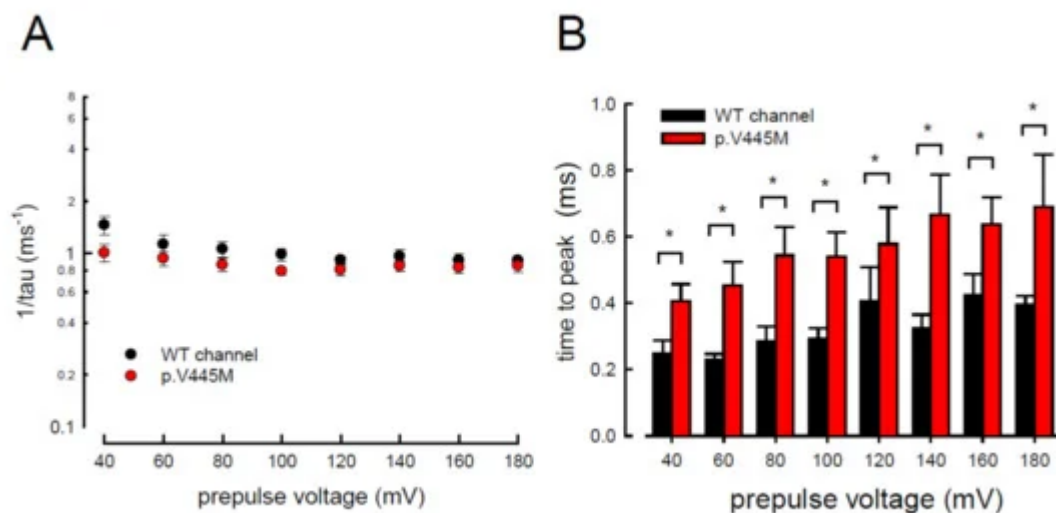 A
8
6
4
2
1
0.8
0.6
0.4
0.2
0.1
1/tau (ms⁻¹)
WT channel
p.V445M
40 60 80 100 120 140 160 180
prepulse voltage (mV)
B
1.0
0.8
0.6
0.4
0.2
0.0
time to peak (ms)
WT channel
p.V445M
* * * * * * * *
40 60 80 100 120 140 160 180
prepulse voltage (mV)